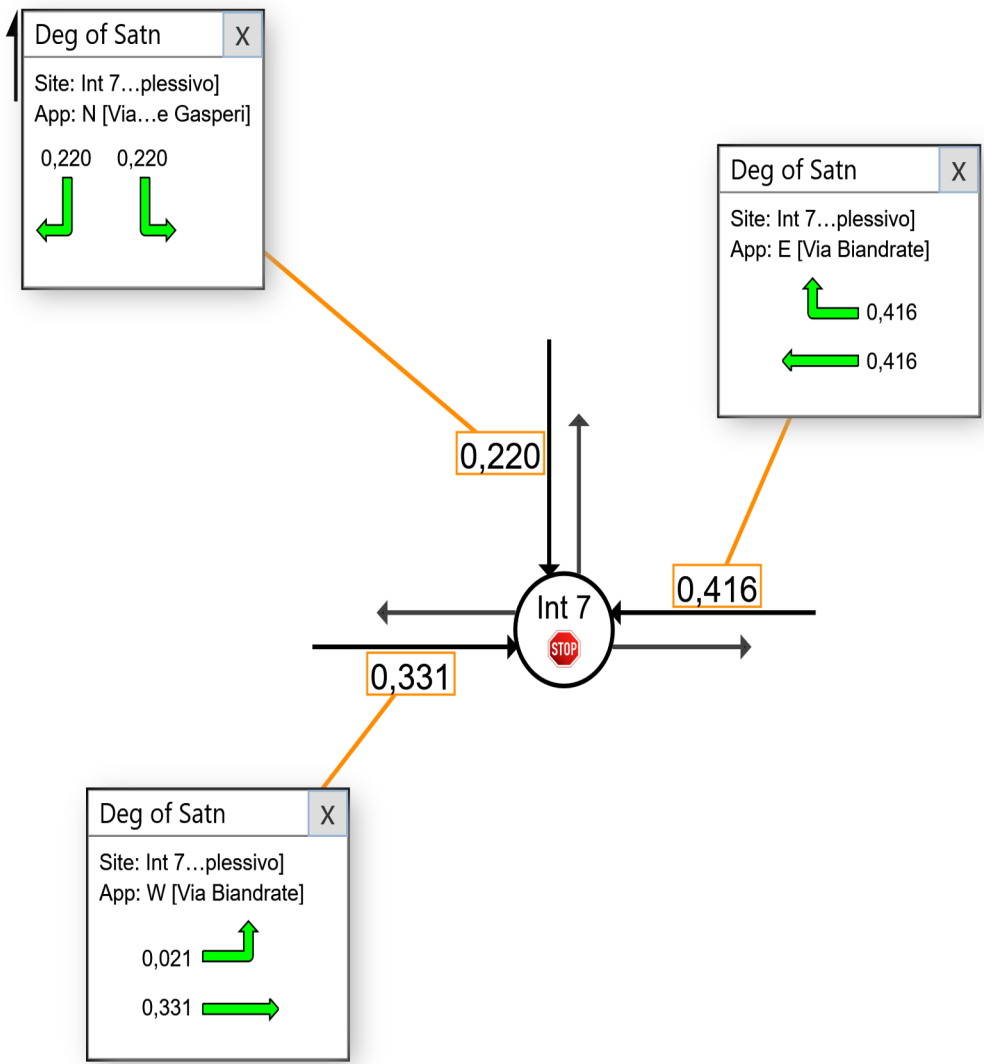 Deg of Satn X
Site: Int 7...plessivo]
App: N [Via...e Gasperi]
0,220 0,220
Deg of Satn X
Site: Int 7...plessivo]
App: E [Via Biandrate]
0,416
0,416
0,220
0,416
Int 7
STOP
0,331
Deg of Satn X
Site: Int 7...plessivo]
App: W [Via Biandrate]
0,021
0,331